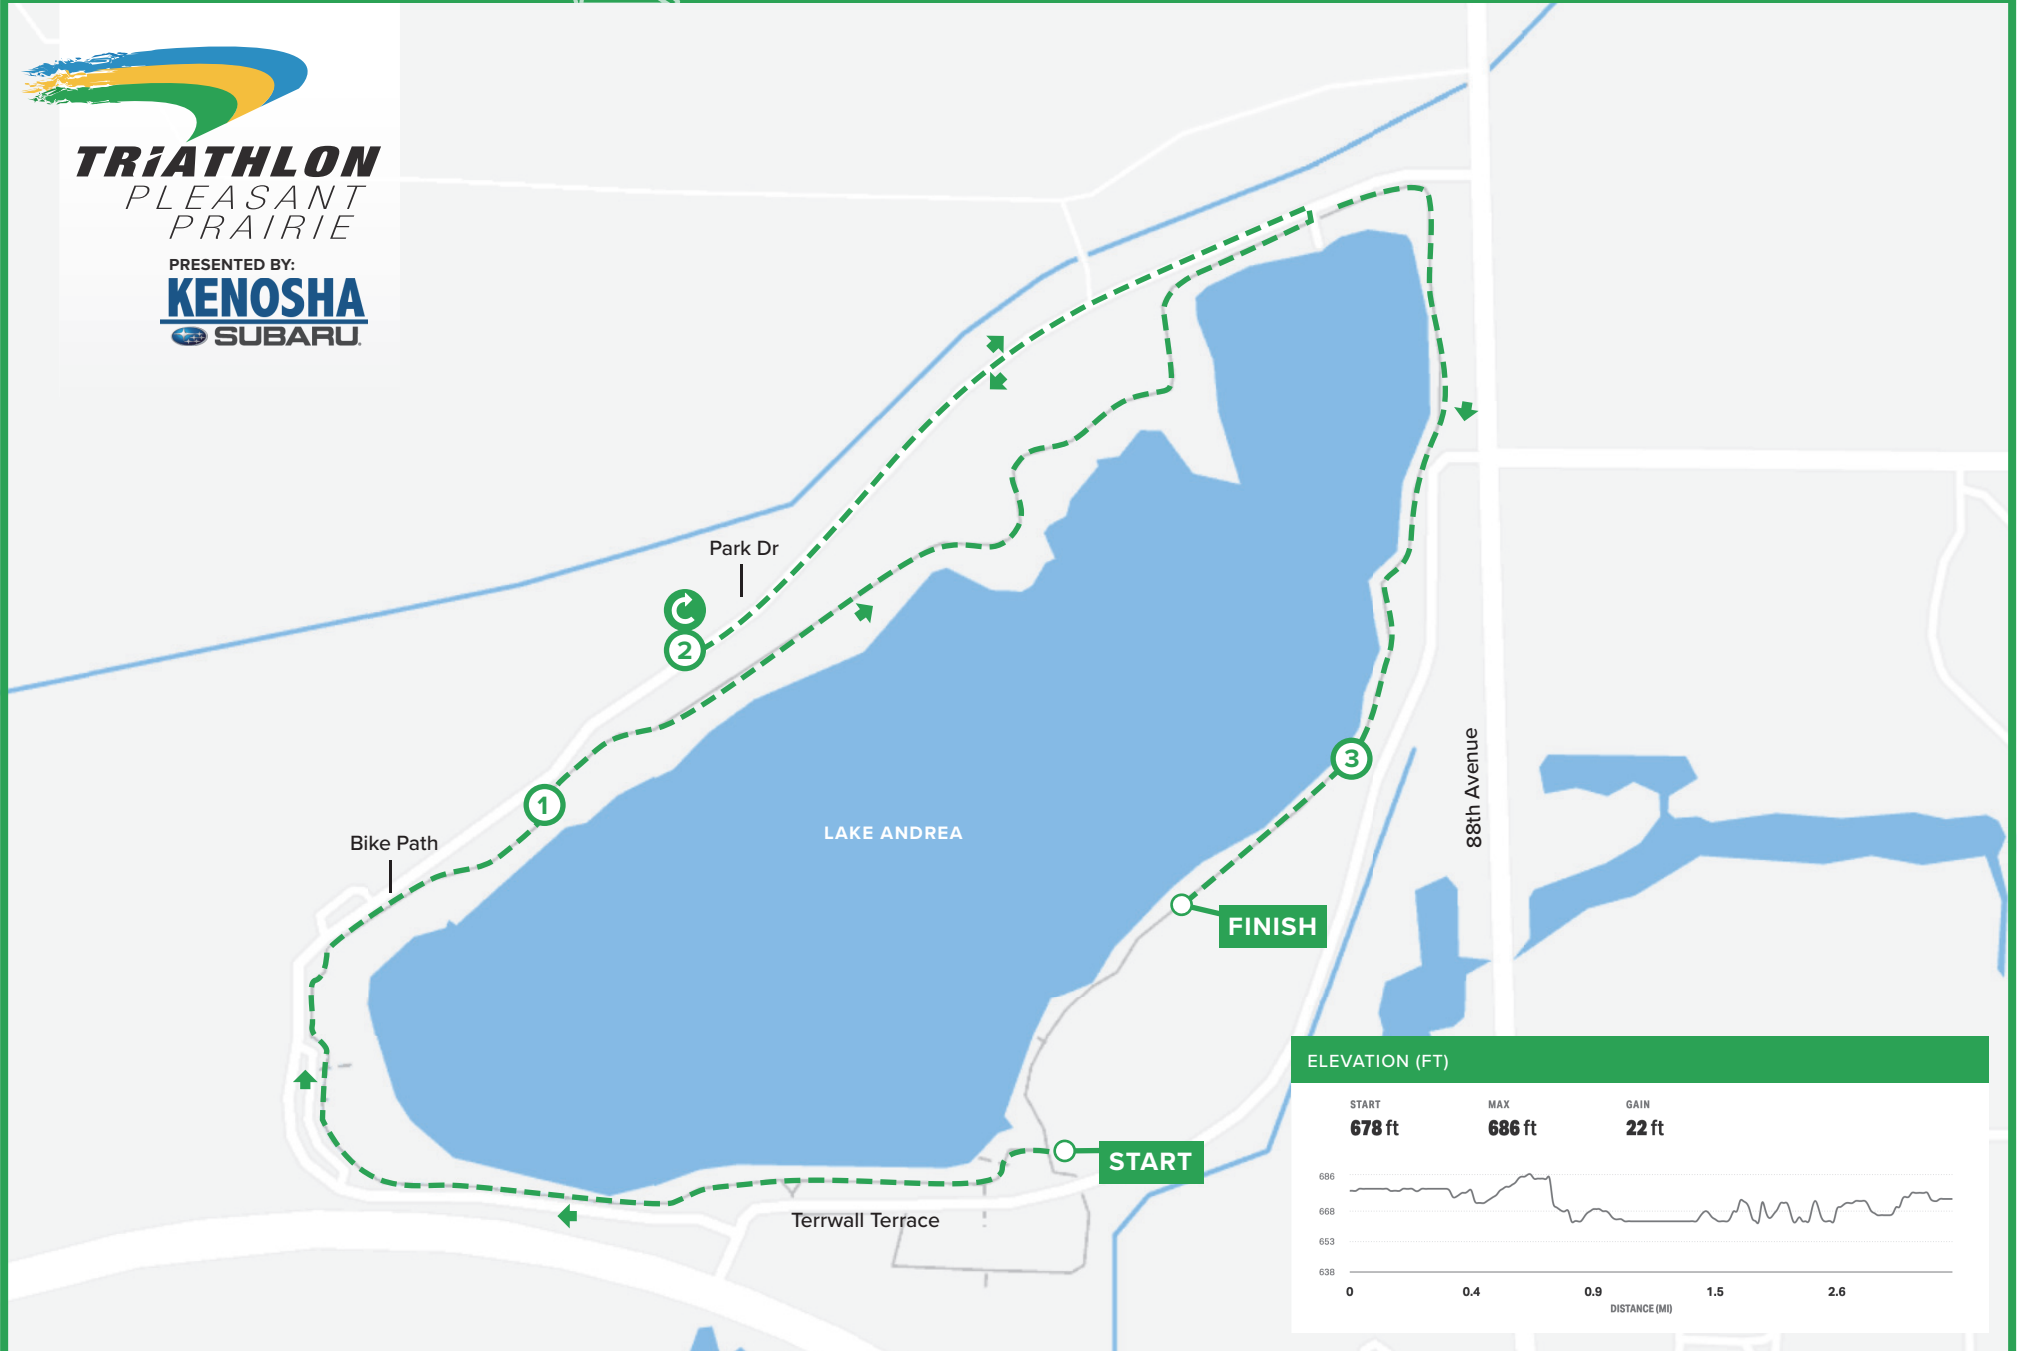 TRiATHLON
PLEASANT
PRAIRIE
PRESENTED BY:
KENOSHA
SUBARU
Park Dr
2
1
Bike Path
LAKE ANDREA
3
88th Avenue
FINISH
START
Terrwall Terrace
ELEVATION (FT)
START MAX GAIN
678 ft 686 ft 22 ft
686
668
653
638
0 0.4 0.9 1.5 2.6
DISTANCE (MI)